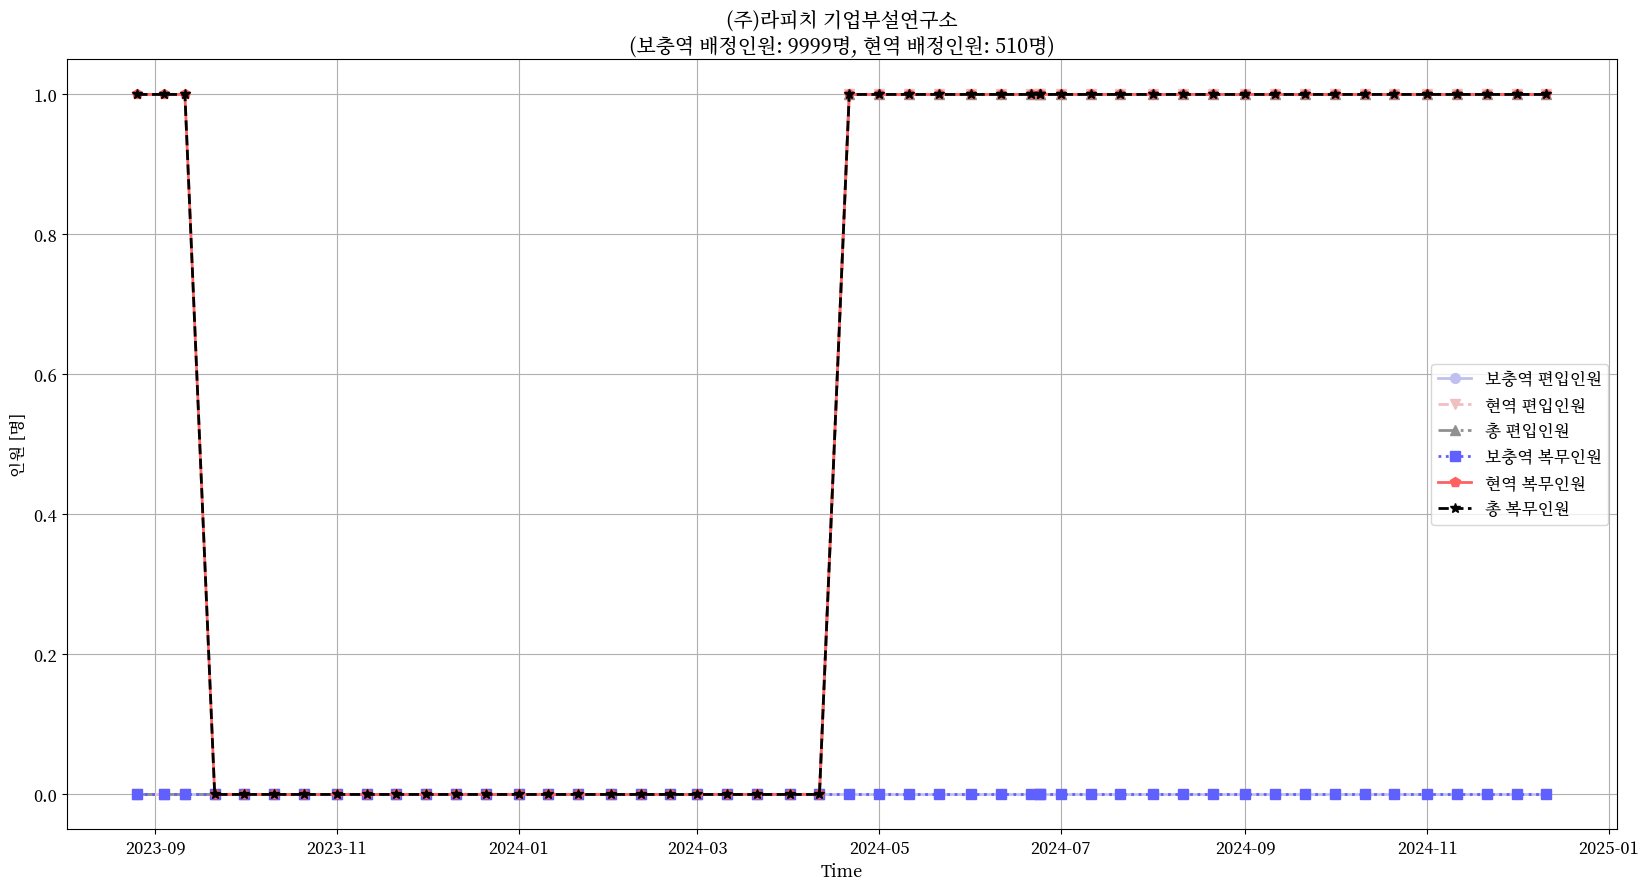 (주)라피치 기업부설연구소
(보충역 배정인원: 9999명, 현역 배정인원: 510명)
1.0
0.8
0.6
0.4
0.2
0.0
인원 [명]
보충역 편입인원
현역 편입인원
총 편입인원
보충역 복무인원
현역 복무인원
총 복무인원
2023-09 2023-11 2024-01 2024-03 2024-05 2024-07 2024-09 2024-11 2025-01
Time